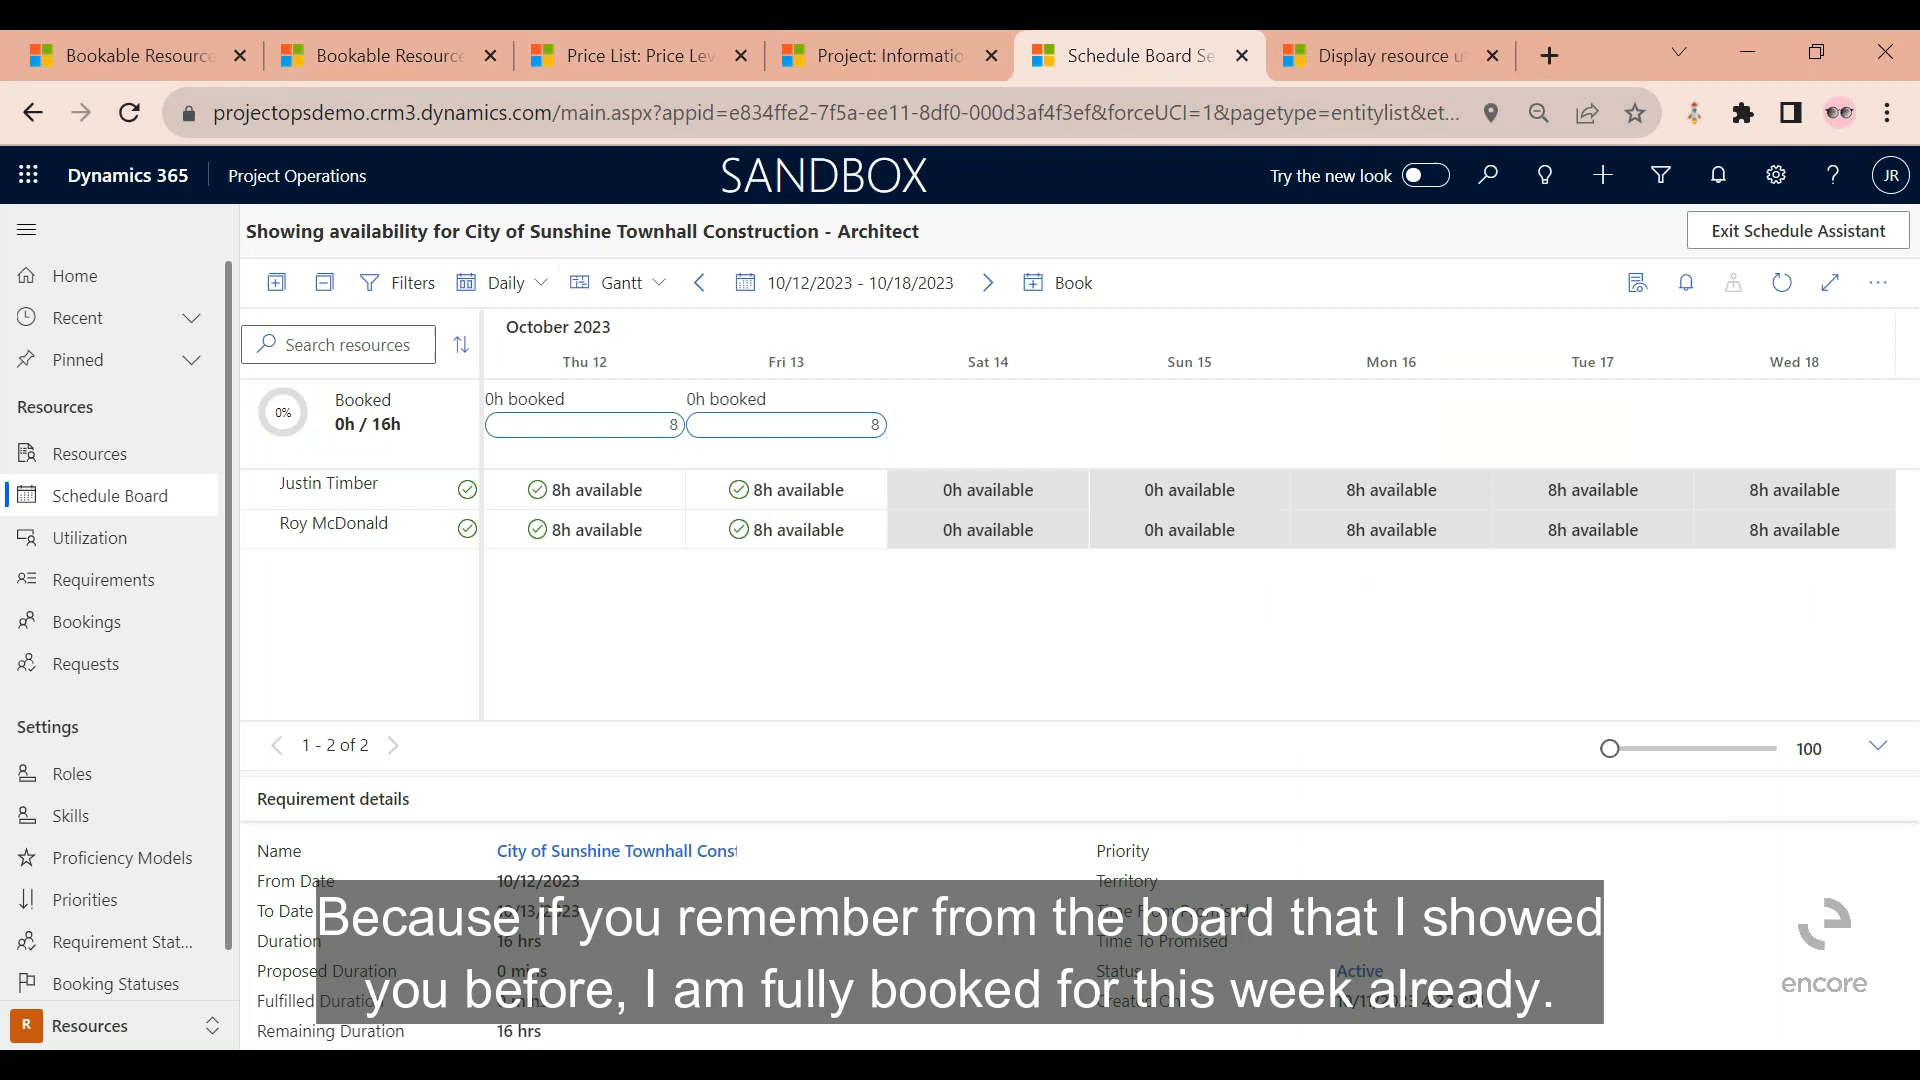 Bookable Resource
Bookable Resource
Price List: Price Lev
Project: Informatio
Schedule Board Se
Display resource u
projectopsdemo.crm3.dynamics.com/main.aspx?appid=e834ffe2-7f5a-ee11-8df0-000d3af4f3ef&forceUCI=1&pagetype=entitylist&et...
Dynamics 365
Project Operations
SANDBOX
Try the new look
JR
Home
Recent
Pinned
Resources
Resources
Schedule Board
Utilization
Requirements
Bookings
Requests
Settings
Roles
Skills
Proficiency Models
Priorities
Requirement Stat...
Booking Statuses
R Resources
Showing availability for City of Sunshine Townhall Construction - Architect
Exit Schedule Assistant
Filters
Daily
Gantt
10/12/2023 - 10/18/2023
Book
Search resources
October 2023
Thu 12
Fri 13
Sat 14
Sun 15
Mon 16
Tue 17
Wed 18
0%
Booked
0h / 16h
0h booked
8
0h booked
8
Justin Timber
8h available
8h available
0h available
0h available
8h available
8h available
8h available
Roy McDonald
8h available
8h available
0h available
0h available
8h available
8h available
8h available
1 - 2 of 2
100
Requirement details
Name
City of Sunshine Townhall Const
From Date
10/12/2023
To Date
10/13/2023
Duration
16 hrs
Proposed Duration
0 mins
Fulfilled Duration
Remaining Duration
16 hrs
Priority
Territory
Time From Promised
Time To Promised
Status
Active
Because if you remember from the board that I showed
you before, I am fully booked for this week already.
encore